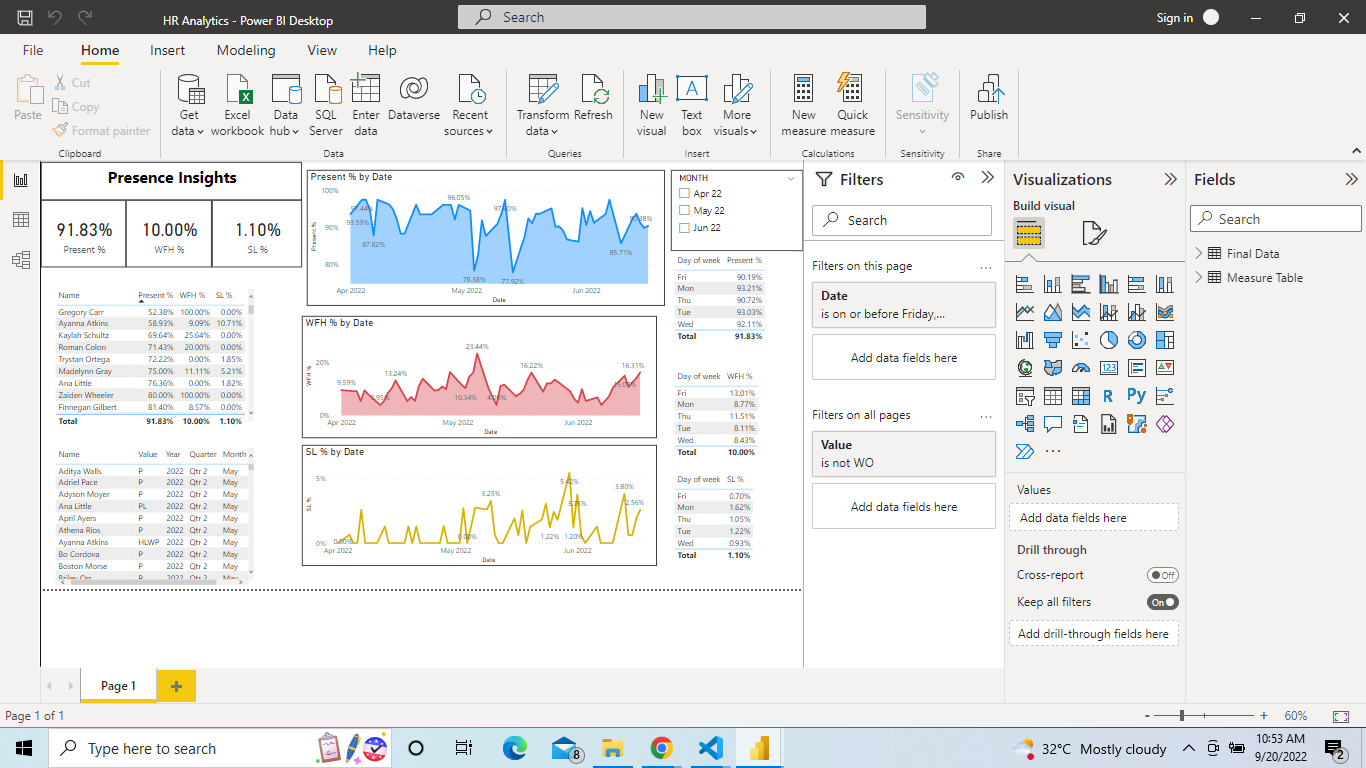 HR Analytics - Power BI Desktop
Search
Sign in
File Home Insert Modeling View Help
Paste
Cut
Copy
Format painter
Clipboard
Get data
Excel workbook
Data hub
SQL Server
Enter data
Dataverse
Recent sources
Data
Transform data
Refresh
Queries
New visual
Text box
More visuals
Insert
New measure
Quick measure
Calculations
Sensitivity
Sensitivity
Publish
Share
Presence Insights
91.83% 10.00% 1.10%
Present % WFH % SL %
Name Present % WFH % SL %
Gregory Carr 52.38% 100.00% 0.00%
Ayanna Atkins 58.93% 9.09% 10.71%
Kaylah Schultz 69.64% 25.64% 0.00%
Roman Colon 71.43% 20.00% 0.00%
Trystan Ortega 72.22% 0.00% 1.85%
Madelynn Gray 75.00% 11.11% 5.21%
Ana Little 76.36% 0.00% 1.82%
Zaiden Wheeler 80.00% 100.00% 0.00%
Finnegan Gilbert 81.40% 8.57% 0.00%
Total 91.83% 10.00% 1.10%
Name Value Year Quarter Month
Aditya Walls P 2022 Qtr 2 May
Adriel Pace P 2022 Qtr 2 May
Adyson Moyer P 2022 Qtr 2 May
Ana Little PL 2022 Qtr 2 May
April Ayers P 2022 Qtr 2 May
Athena Rios P 2022 Qtr 2 May
Ayanna Atkins HLWP 2022 Qtr 2 May
Bo Cordova P 2022 Qtr 2 May
Boston Morse P 2022 Qtr 2 May
Briley Orr P 2022 Qtr 2 May
Present % by Date
Present %
100%
90%
80%
97.44%
93.59%
87.82%
96.05%
78.38%
77.92%
85.71%
90.38%
Apr 2022 May 2022 Jun 2022
Date
WFH % by Date
WFH %
20%
0%
9.59%
13.24%
10.34%
23.44%
16.22%
16.31%
Apr 2022 May 2022 Jun 2022
Date
SL % by Date
SL %
5%
0%
0.00%
3.25%
0.00%
1.22%
5.42%
1.20%
3.80%
2.56%
Apr 2022 May 2022 Jun 2022
Date
MONTH
Apr 22
May 22
Jun 22
Day of week Present %
Fri 90.19%
Mon 93.21%
Thu 90.72%
Tue 93.03%
Wed 92.11%
Total 91.83%
Day of week WFH %
Fri 13.01%
Mon 8.77%
Thu 11.51%
Tue 8.11%
Wed 8.43%
Total 10.00%
Day of week SL %
Fri 0.70%
Mon 1.62%
Thu 1.05%
Tue 1.22%
Wed 0.93%
Total 1.10%
Filters
Search
Filters on this page ...
Date
is on or before Friday,...
Add data fields here
Filters on all pages ...
Value
is not WO
Add data fields here
Visualizations
Build visual
123
R
Py
...
Values
Add data fields here
Drill through
Cross-report Off
Keep all filters On
Add drill-through fields here
Fields
Search
Final Data
Measure Table
Page 1
+
Page 1 of 1
- + 60%
Type here to search
8
32°C Mostly cloudy
10:53 AM
9/20/2022
2